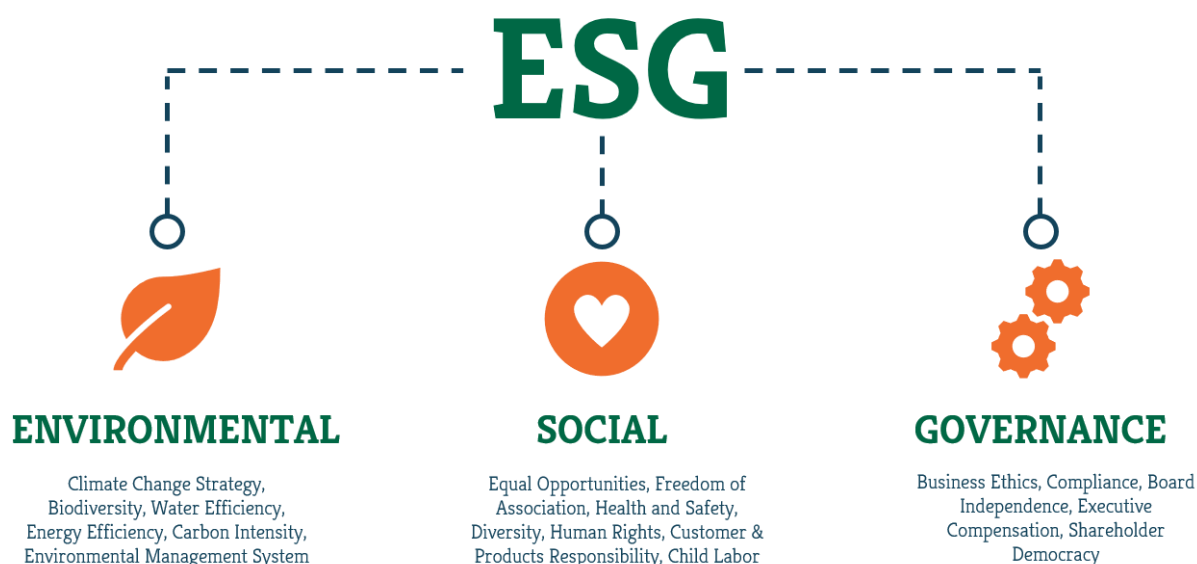 ESG
ENVIRONMENTAL
Climate Change Strategy,
Biodiversity, Water Efficiency,
Energy Efficiency, Carbon Intensity,
Environmental Management System
SOCIAL
Equal Opportunities, Freedom of
Association, Health and Safety,
Diversity, Human Rights, Customer &
Products Responsibility, Child Labor
GOVERNANCE
Business Ethics, Compliance, Board
Independence, Executive
Compensation, Shareholder
Democracy